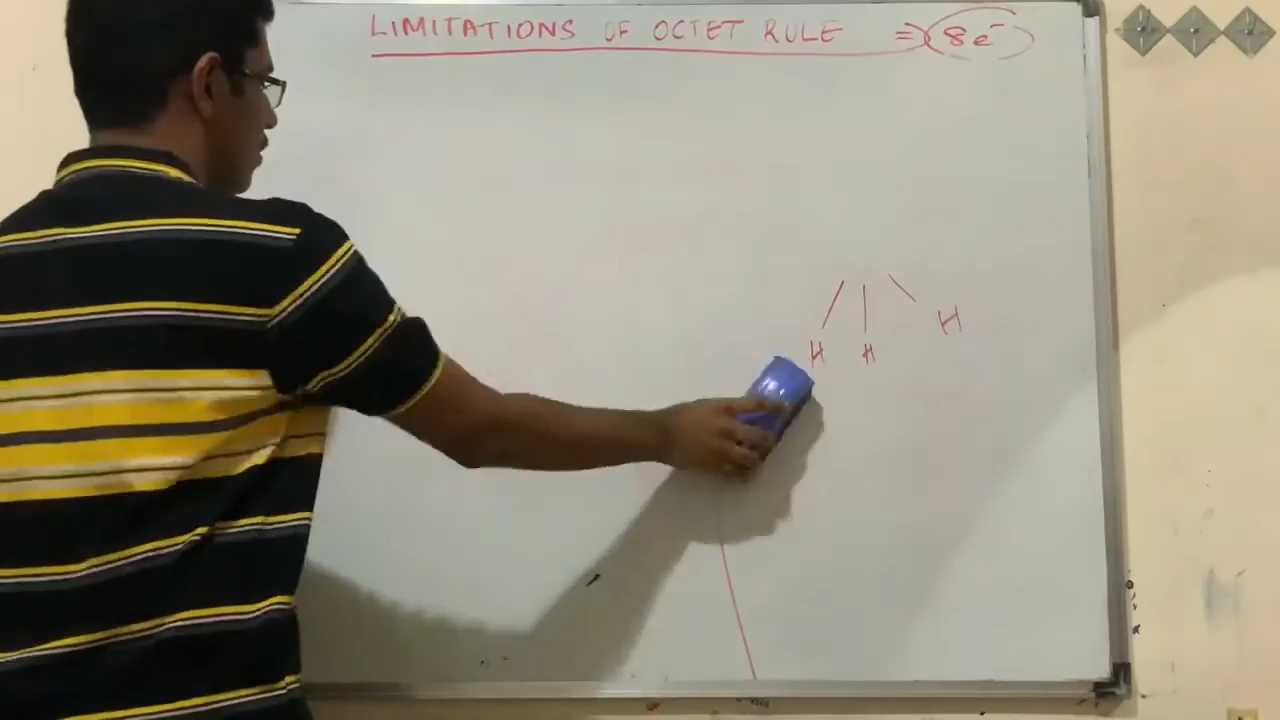 LIMITATIONS OF OCTET RULE ⇒ 8e⁻
H H H